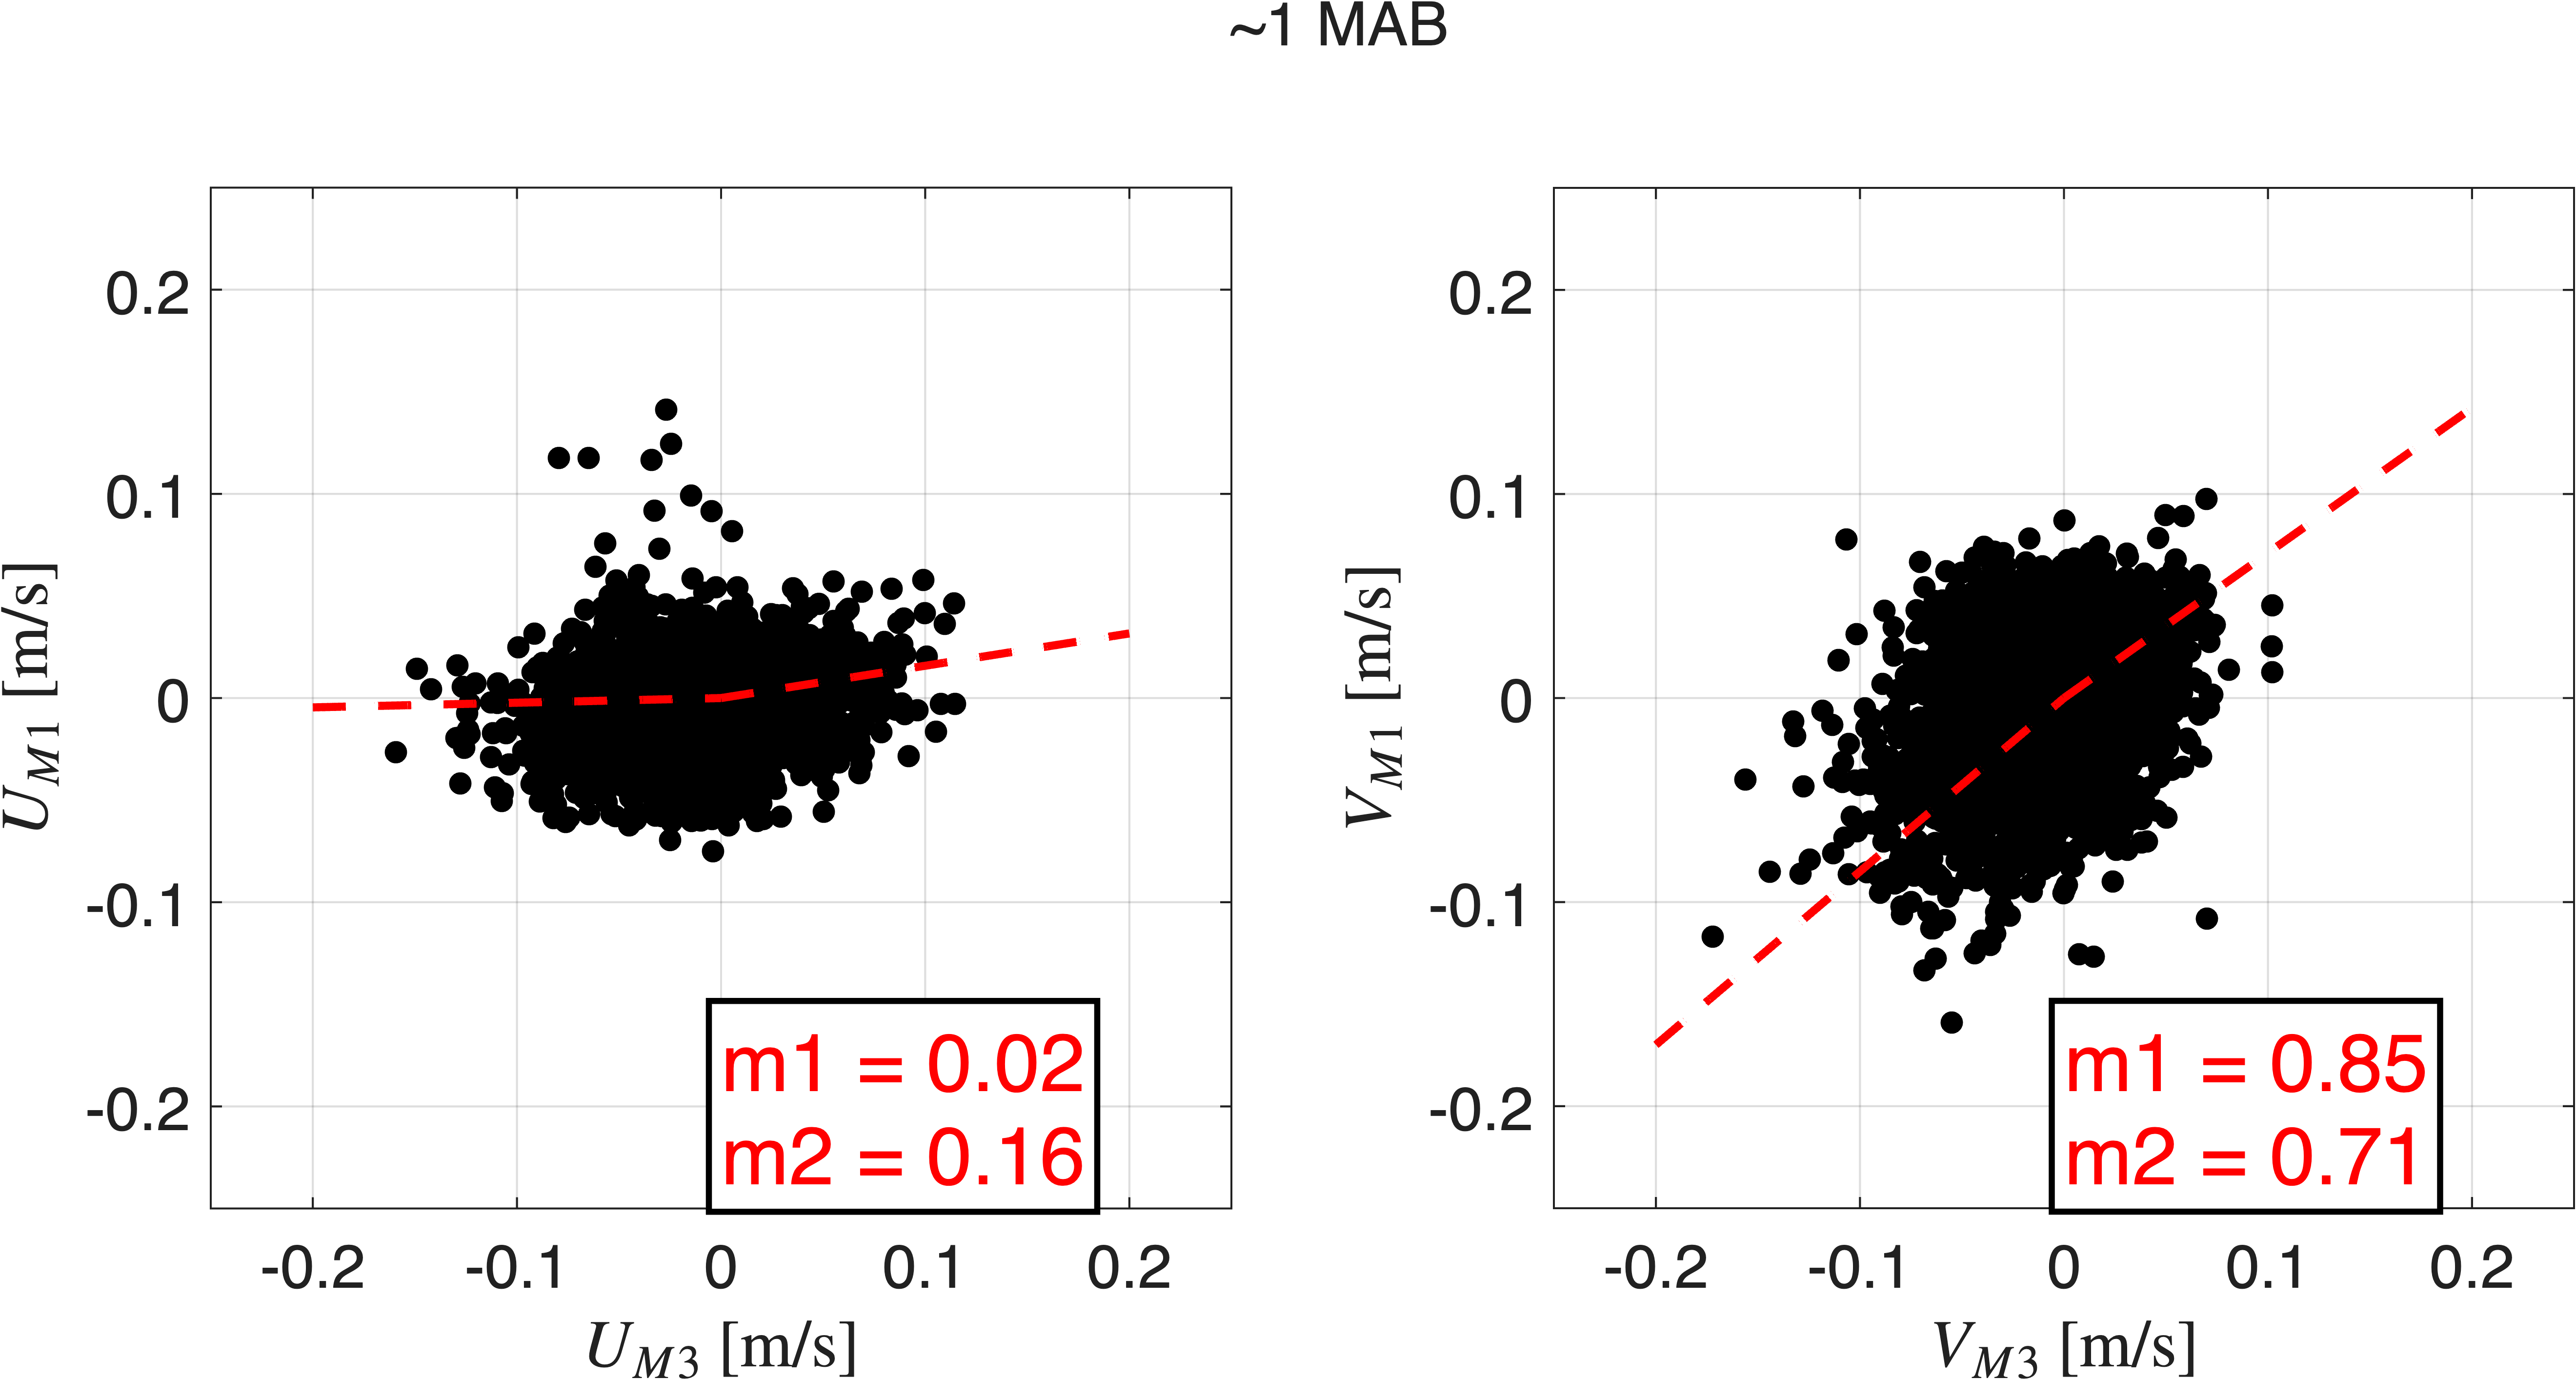 ~1 MAB
0.2
0.1
0
-0.1
-0.2
U_M1 [m/s]
m1 = 0.02
m2 = 0.16
-0.2 -0.1 0 0.1 0.2
U_M3 [m/s]
0.2
0.1
0
-0.1
-0.2
V_M1 [m/s]
m1 = 0.85
m2 = 0.71
-0.2 -0.1 0 0.1 0.2
V_M3 [m/s]